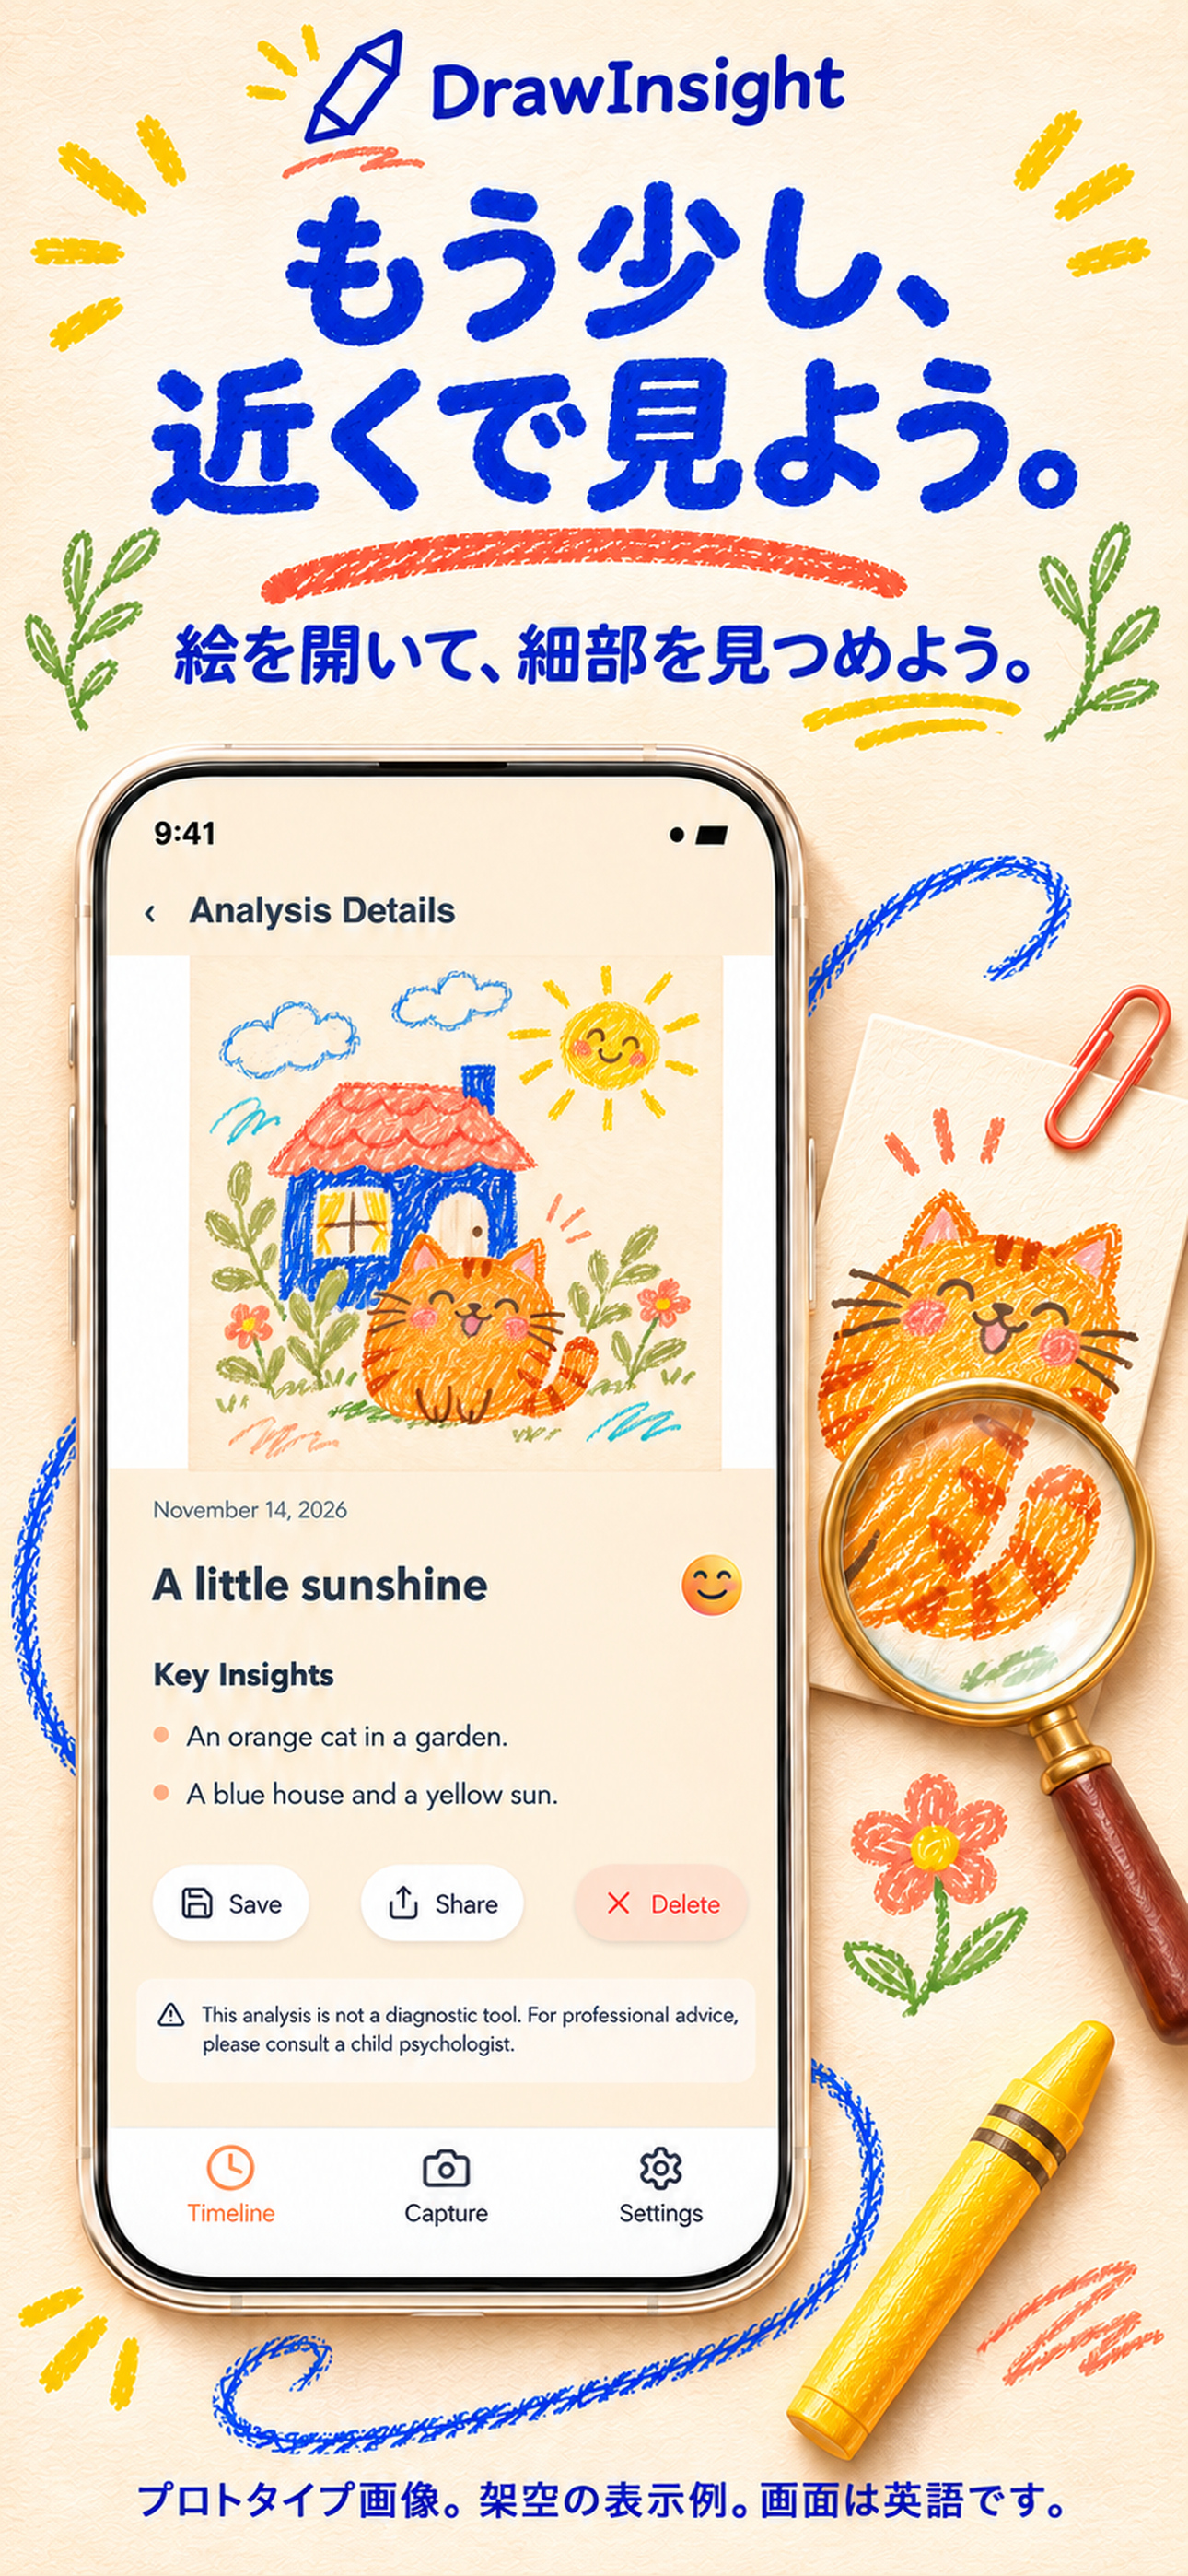 DrawInsight
もう少し、
近くで見よう。
絵を開いて、細部を見つめよう。
9:41
‹ Analysis Details
November 14, 2026
A little sunshine
Key Insights
An orange cat in a garden.
A blue house and a yellow sun.
Save Share Delete
This analysis is not a diagnostic tool. For professional advice,
please consult a child psychologist.
Timeline Capture Settings
プロトタイプ画像。架空の表示例。画面は英語です。